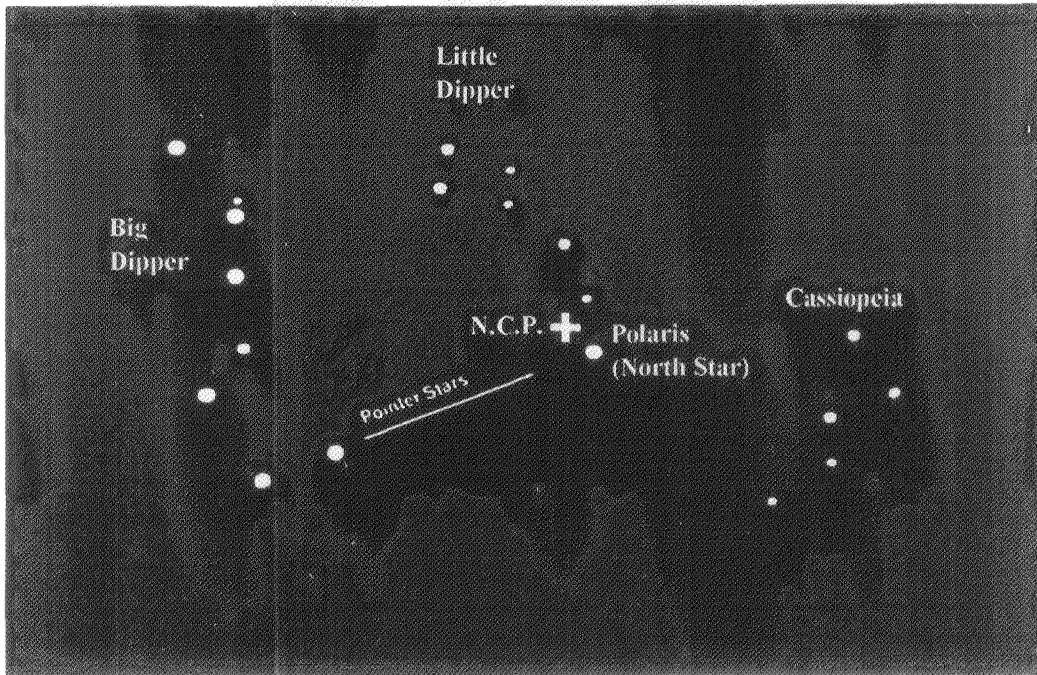 Little
Dipper
Big
Dipper
Cassiopeia
N.C.P.
Polaris
(North Star)
Pointer Stars